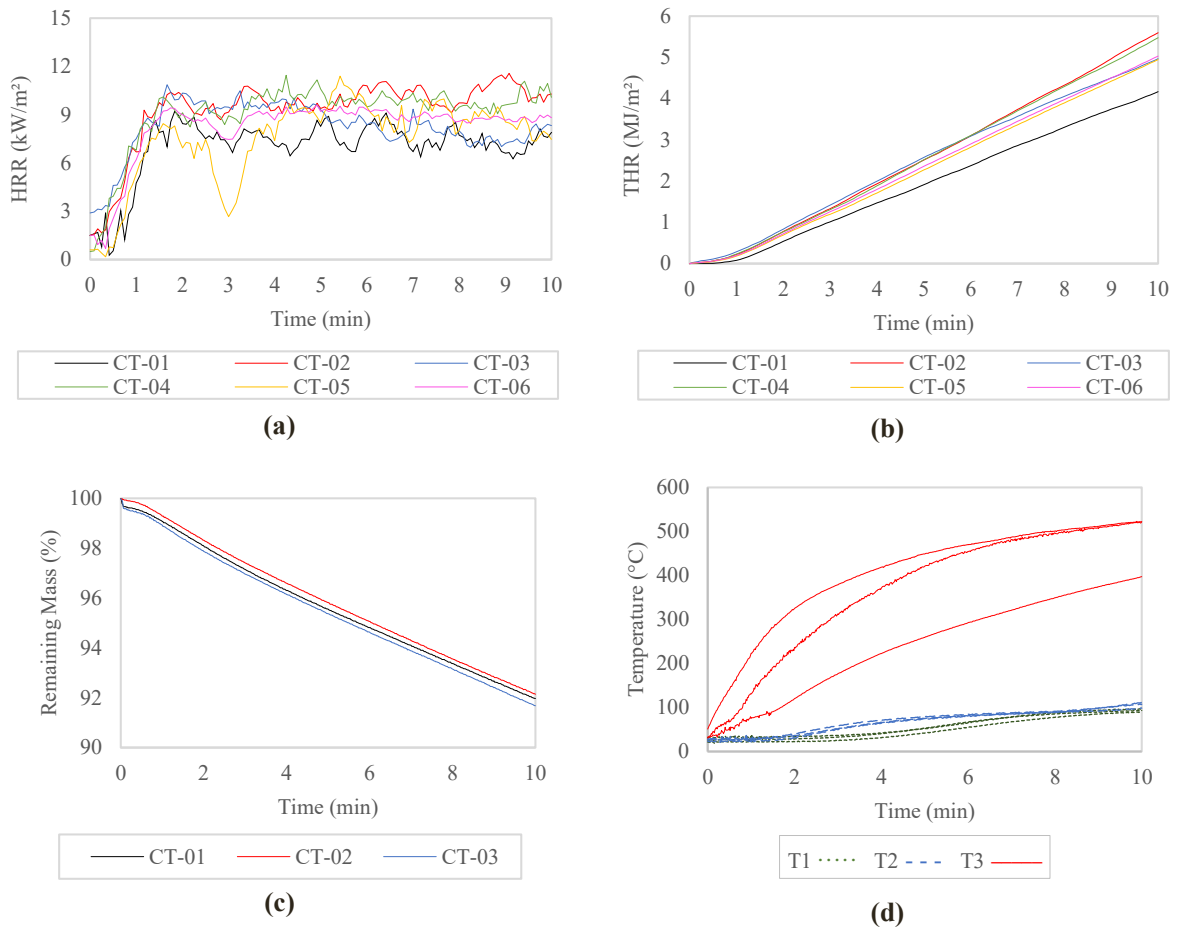 15
12
9
6
3
0
HRR (kW/m²)
0 1 2 3 4 5 6 7 8 9 10
Time (min)
CT-01 CT-02 CT-03
CT-04 CT-05 CT-06
(a)
6
5
4
3
2
1
0
THR (MJ/m²)
0 1 2 3 4 5 6 7 8 9 10
Time (min)
CT-01 CT-02 CT-03
CT-04 CT-05 CT-06
(b)
100
98
96
94
92
90
Remaining Mass (%)
0 2 4 6 8 10
Time (min)
CT-01 CT-02 CT-03
(c)
600
500
400
300
200
100
0
Temperature (°C)
0 2 4 6 8 10
Time (min)
T1 T2 T3
(d)